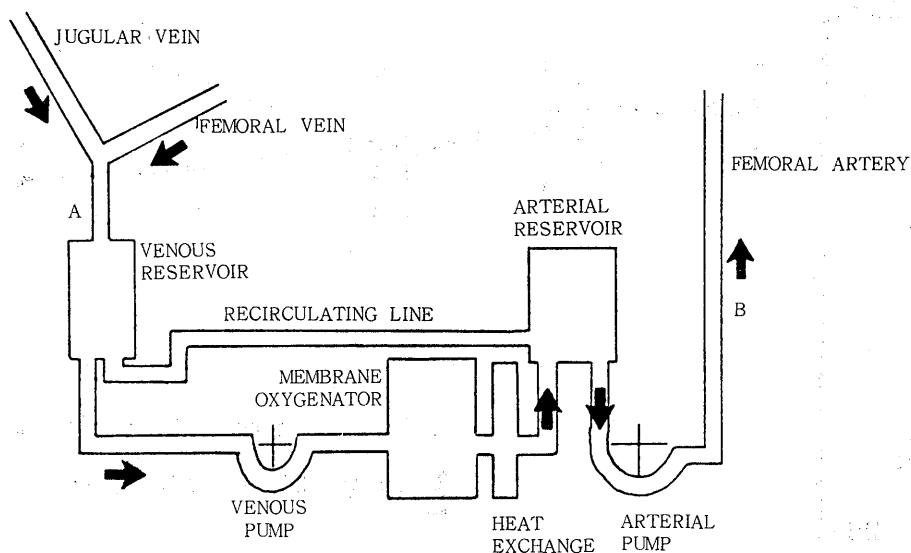 JUGULAR VEIN
FEMORAL VEIN
FEMORAL ARTERY
A
ARTERIAL
RESERVOIR
VENOUS
RESERVOIR
B
RECIRCULATING LINE
MEMBRANE
OXYGENATOR
VENOUS
PUMP
HEAT
EXCHANGE
ARTERIAL
PUMP